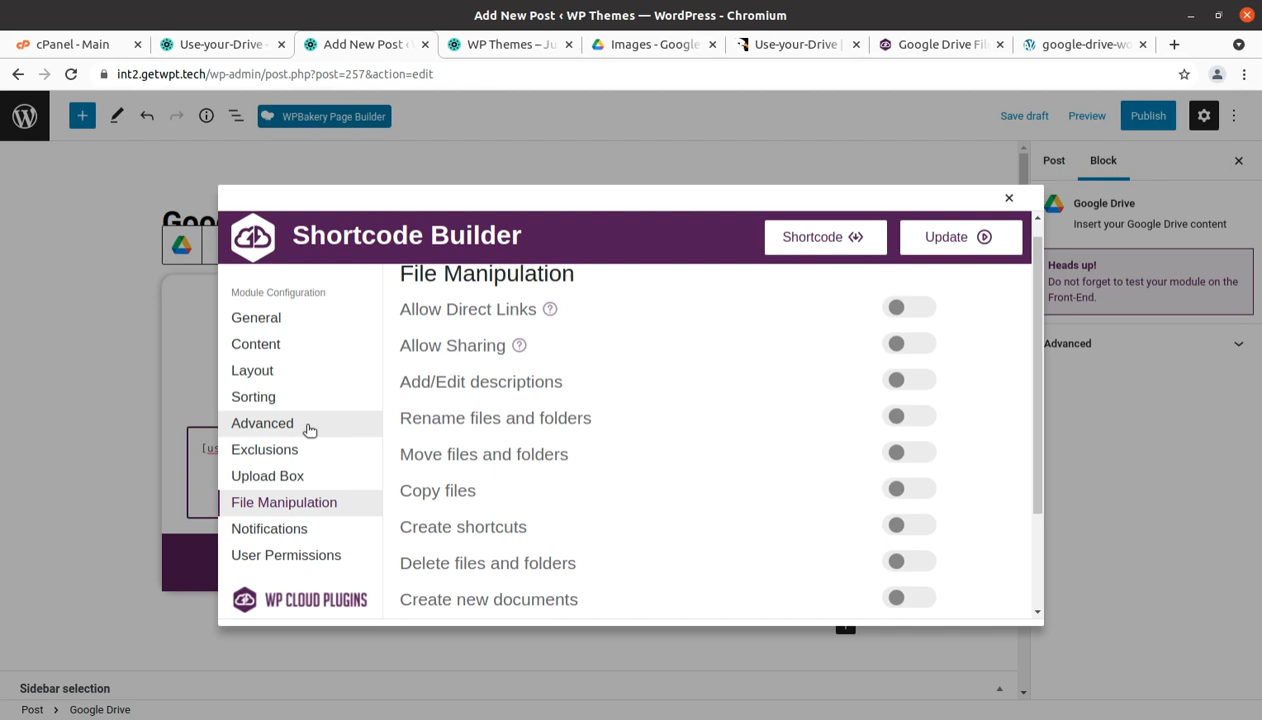 Add New Post ‹ WP Themes — WordPress - Chromium
cPanel - Main
Use-your-Drive -
Add New Post ‹
WP Themes – Ju
Images - Google
Use-your-Drive |
Google Drive Fil
google-drive-wo
int2.getwpt.tech/wp-admin/post.php?post=257&action=edit
WPBakery Page Builder
Save draft
Preview
Publish
Post
Block
Google Drive
Insert your Google Drive content
Heads up!
Do not forget to test your module on the
Front-End.
Advanced
Goo
[us
Shortcode Builder
Shortcode
Update
Module Configuration
General
Content
Layout
Sorting
Advanced
Exclusions
Upload Box
File Manipulation
Notifications
User Permissions
WP CLOUD PLUGINS
File Manipulation
Allow Direct Links ?
Allow Sharing ?
Add/Edit descriptions
Rename files and folders
Move files and folders
Copy files
Create shortcuts
Delete files and folders
Create new documents
Sidebar selection
Post › Google Drive